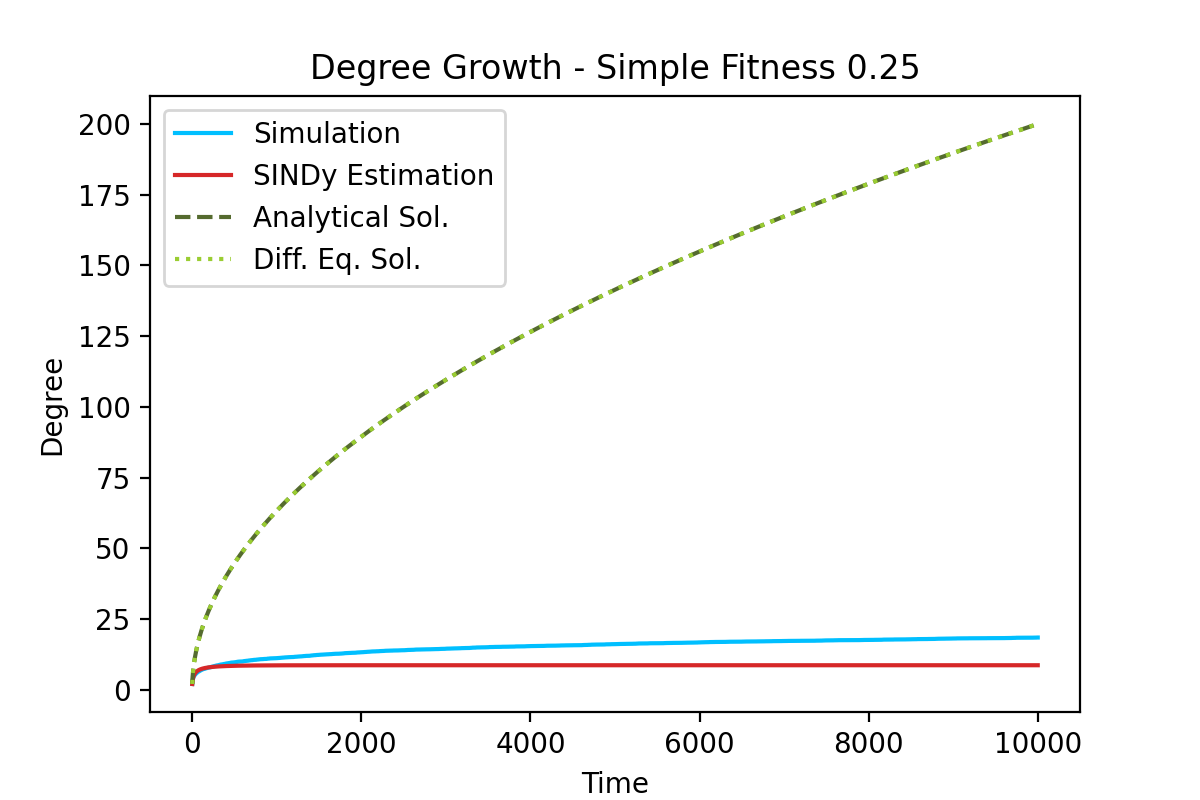 Degree Growth - Simple Fitness 0.25
Simulation
SINDy Estimation
Analytical Sol.
Diff. Eq. Sol.
200
175
150
125
100
75
50
25
0
Degree
0 2000 4000 6000 8000 10000
Time